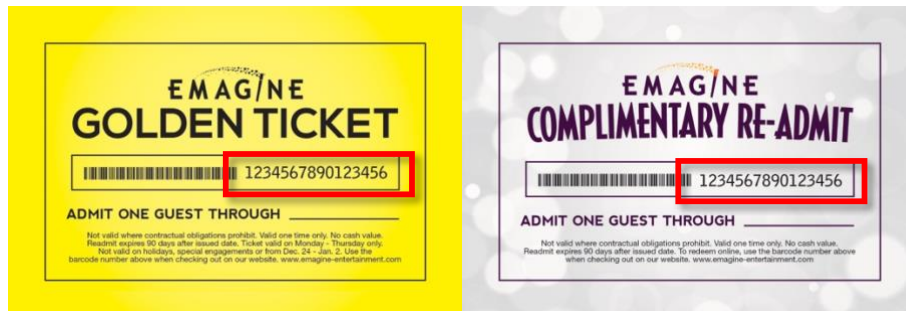 EMAGINE
GOLDEN TICKET
1234567890123456
ADMIT ONE GUEST THROUGH
Not valid where contractual obligations prohibit. Valid one time only. No cash value.
Readmit expires 90 days after issued date. Ticket valid on Monday - Thursday only.
Not valid on holidays, special engagements or from Dec. 24 - Jan. 2. Use the
barcode number above when checking out on our website. www.emagine-entertainment.com
EMAGINE
COMPLIMENTARY RE-ADMIT
1234567890123456
ADMIT ONE GUEST THROUGH
Not valid where contractual obligations prohibit. Valid one time only. No cash value.
Readmit expires 90 days after issued date. To redeem online, use the barcode number above
when checking out on our website. www.emagine-entertainment.com